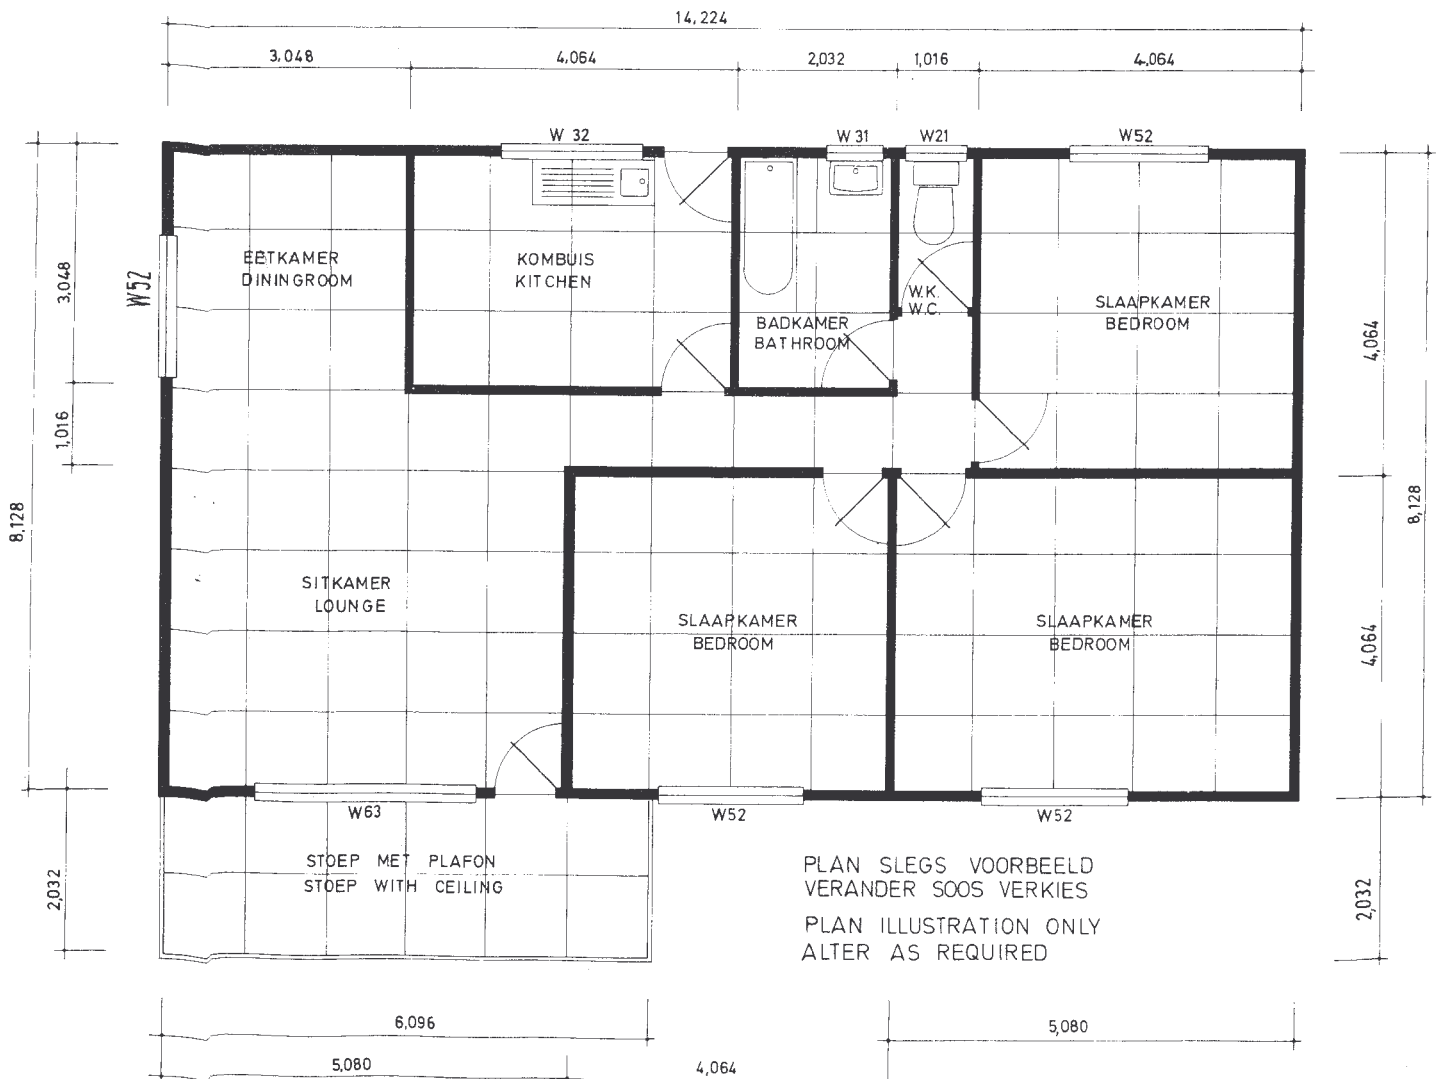 14,224
3,048
4,064
2,032
1,016
4,064
W 32
W 31
W21
W52
W52
3,048
1,016
8,128
2,032
EETKAMER
DININGROOM
KOMBUIS
KITCHEN
BADKAMER
BATHROOM
W.K.
W.C.
SLAAPKAMER
BEDROOM
4,064
8,128
4,064
2,032
SITKAMER
LOUNGE
SLAAPKAMER
BEDROOM
SLAAPKAMER
BEDROOM
W63
W52
W52
STOEP MET PLAFON
STOEP WITH CEILING
PLAN SLEGS VOORBEELD
VERANDER SOOS VERKIES
PLAN ILLUSTRATION ONLY
ALTER AS REQUIRED
6,096
5,080
5,080
4,064